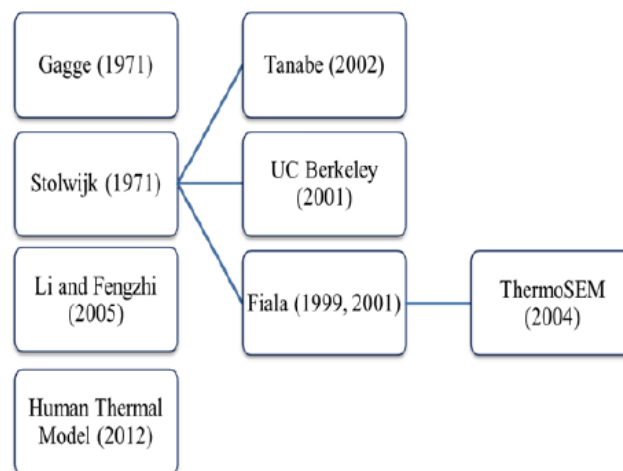 Gagge (1971)
Tanabe (2002)
Stolwijk (1971)
UC Berkeley
(2001)
Li and Fengzhi
(2005)
Fiala (1999, 2001)
ThermoSEM
(2004)
Human Thermal
Model (2012)